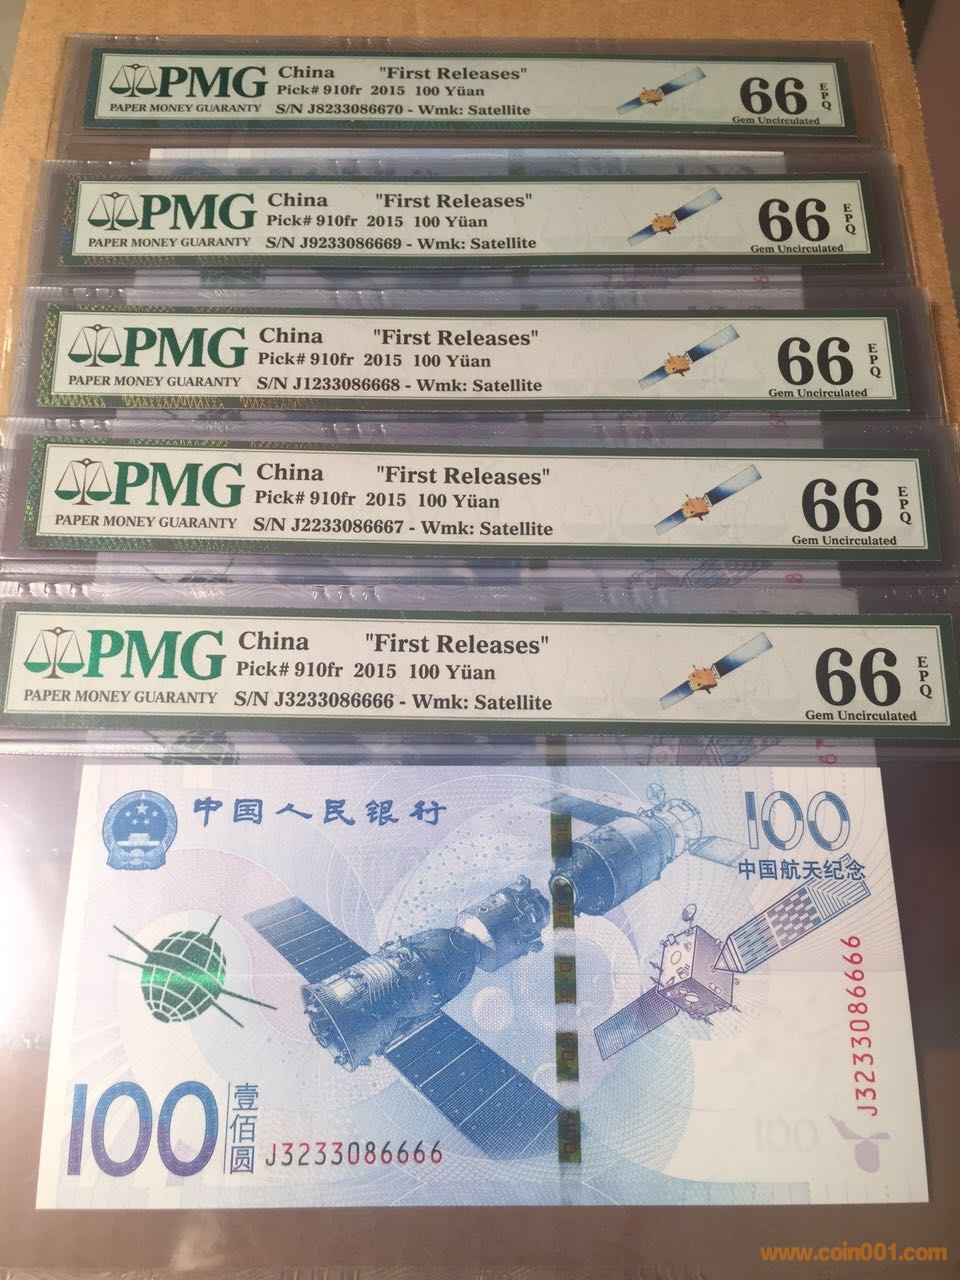 PMG
PAPER MONEY GUARANTY
China "First Releases"
Pick# 910fr 2015 100 Yüan
S/N J8233086670 - Wmk: Satellite
66
EPQ
Gem Uncirculated
PMG
PAPER MONEY GUARANTY
China "First Releases"
Pick# 910fr 2015 100 Yüan
S/N J9233086669 - Wmk: Satellite
66
EPQ
Gem Uncirculated
PMG
PAPER MONEY GUARANTY
China "First Releases"
Pick# 910fr 2015 100 Yüan
S/N J1233086668 - Wmk: Satellite
66
EPQ
Gem Uncirculated
PMG
PAPER MONEY GUARANTY
China "First Releases"
Pick# 910fr 2015 100 Yüan
S/N J2233086667 - Wmk: Satellite
66
EPQ
Gem Uncirculated
PMG
PAPER MONEY GUARANTY
China "First Releases"
Pick# 910fr 2015 100 Yüan
S/N J3233086666 - Wmk: Satellite
66
EPQ
Gem Uncirculated
中国人民银行
100
中国航天纪念
J3233086666
100
壹佰圆
J3233086666
100
www.coin001.com